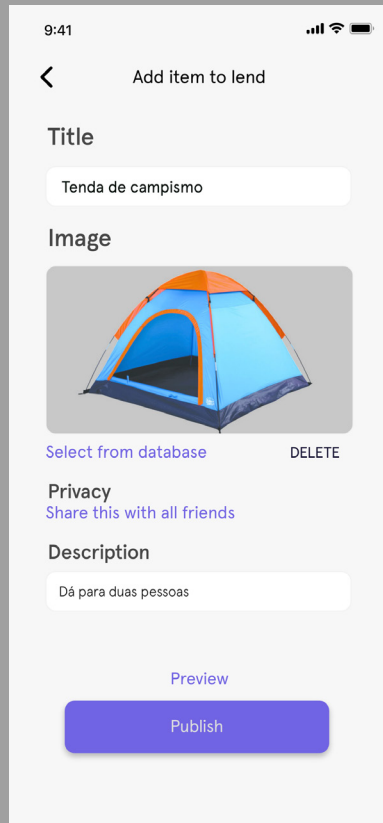 9:41
Add item to lend
Title
Tenda de campismo
Image
Select from database DELETE
Privacy
Share this with all friends
Description
Dá para duas pessoas
Preview
Publish